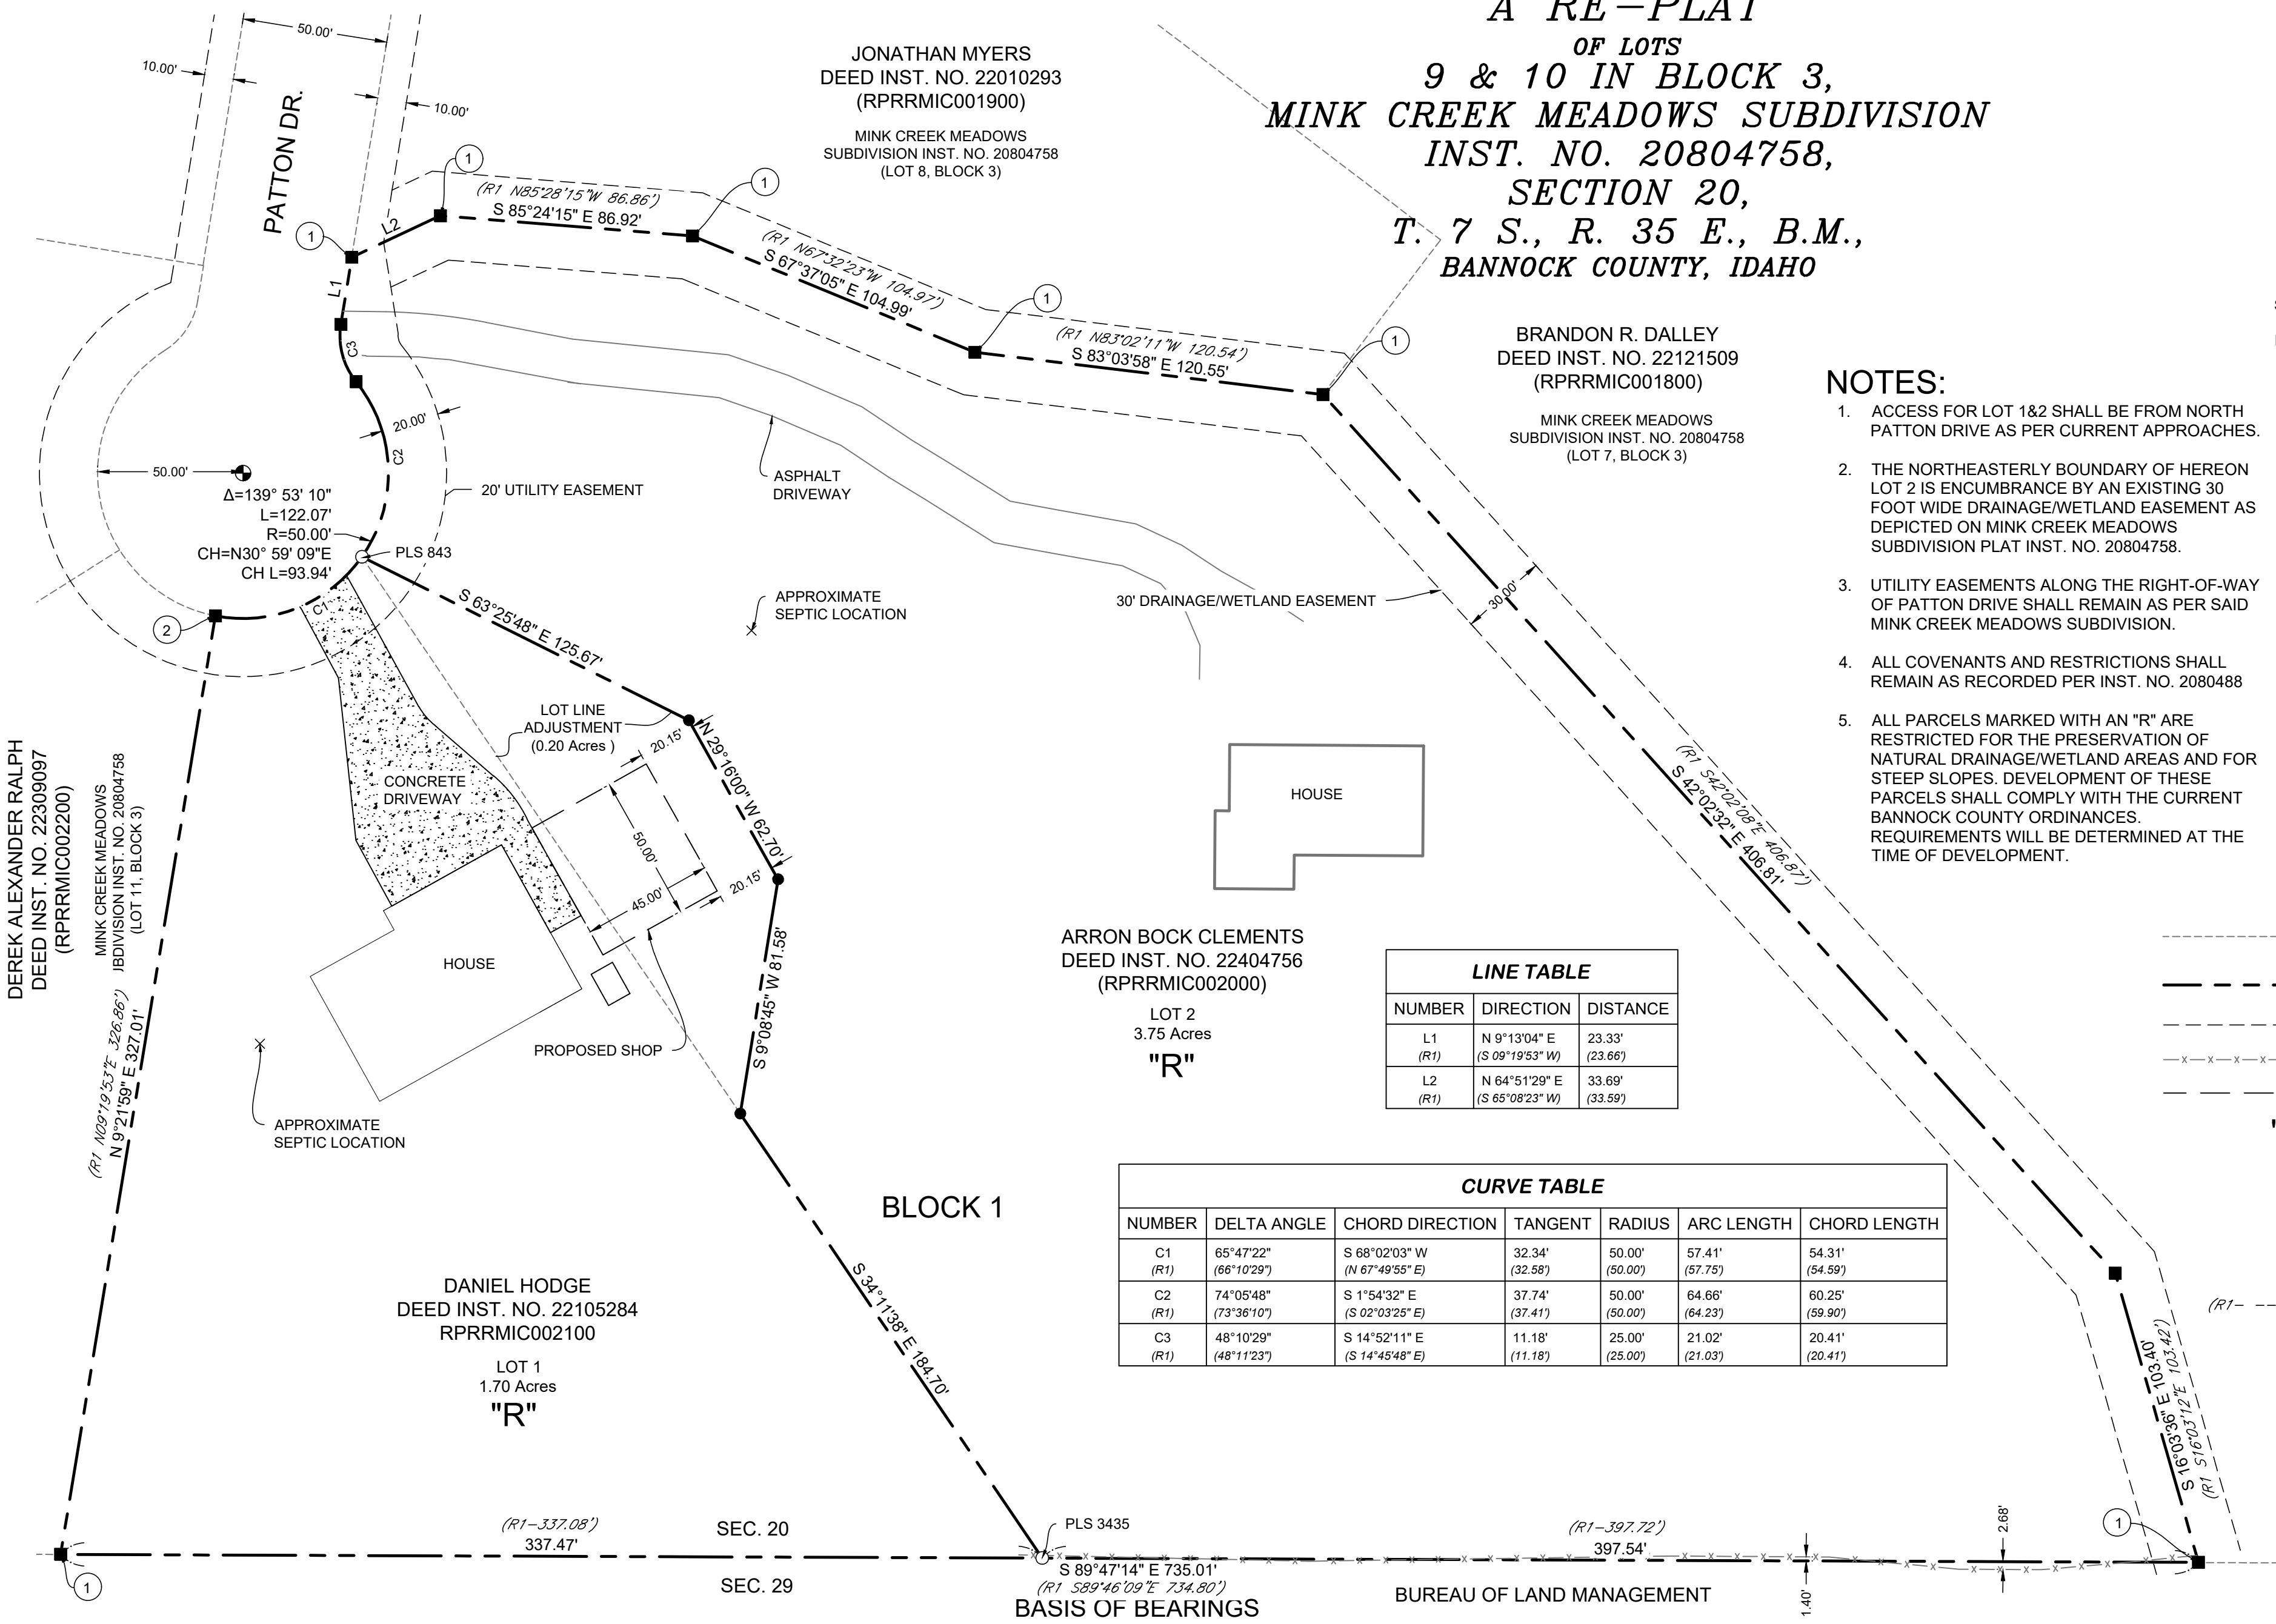 A RE-PLAT
OF LOTS
9 & 10 IN BLOCK 3,
MINK CREEK MEADOWS SUBDIVISION
INST. NO. 20804758,
SECTION 20,
T. 7 S., R. 35 E., B.M.,
BANNOCK COUNTY, IDAHO
50.00'
10.00'
10.00'
PATTON DR.
JONATHAN MYERS
DEED INST. NO. 22010293
(RPRRMIC001900)
MINK CREEK MEADOWS
SUBDIVISION INST. NO. 20804758
(LOT 8, BLOCK 3)
1
1
1
1
1
L2
L1
C3
C2
(R1 N85°28'15"W 86.86')
S 85°24'15" E 86.92'
(R1 N67°32'23"W 104.97')
S 67°37'05" E 104.99'
(R1 N83°02'11"W 120.54')
S 83°03'58" E 120.55'
BRANDON R. DALLEY
DEED INST. NO. 22121509
(RPRRMIC001800)
MINK CREEK MEADOWS
SUBDIVISION INST. NO. 20804758
(LOT 7, BLOCK 3)
NOTES:
1. ACCESS FOR LOT 1&2 SHALL BE FROM NORTH
PATTON DRIVE AS PER CURRENT APPROACHES.
2. THE NORTHEASTERLY BOUNDARY OF HEREON
LOT 2 IS ENCUMBRANCE BY AN EXISTING 30
FOOT WIDE DRAINAGE/WETLAND EASEMENT AS
DEPICTED ON MINK CREEK MEADOWS
SUBDIVISION PLAT INST. NO. 20804758.
3. UTILITY EASEMENTS ALONG THE RIGHT-OF-WAY
OF PATTON DRIVE SHALL REMAIN AS PER SAID
MINK CREEK MEADOWS SUBDIVISION.
4. ALL COVENANTS AND RESTRICTIONS SHALL
REMAIN AS RECORDED PER INST. NO. 2080488
5. ALL PARCELS MARKED WITH AN "R" ARE
RESTRICTED FOR THE PRESERVATION OF
NATURAL DRAINAGE/WETLAND AREAS AND FOR
STEEP SLOPES. DEVELOPMENT OF THESE
PARCELS SHALL COMPLY WITH THE CURRENT
BANNOCK COUNTY ORDINANCES.
REQUIREMENTS WILL BE DETERMINED AT THE
TIME OF DEVELOPMENT.
20.00'
50.00'
20' UTILITY EASEMENT
ASPHALT
DRIVEWAY
Δ=139° 53' 10"
L=122.07'
R=50.00'
CH=N30° 59' 09"E
CH L=93.94'
PLS 843
C1
2
S 63°25'48" E 125.67'
APPROXIMATE
SEPTIC LOCATION
30' DRAINAGE/WETLAND EASEMENT
30.00'
LOT LINE
ADJUSTMENT
(0.20 Acres )
20.15'
N 29°16'00" W 62.70'
50.00'
45.00'
20.15'
CONCRETE
DRIVEWAY
HOUSE
HOUSE
(R1 S42°02'08"E 406.87')
S 42°02'32" E 406.81'
DEREK ALEXANDER RALPH
DEED INST. NO. 22309097
(RPRRMIC002200)
MINK CREEK MEADOWS
JBDIVISION INST. NO. 20804758
(LOT 11, BLOCK 3)
(R1 N09°19'53"E 326.86')
N 9°21'59" E 327.01'
S 9°08'45" W 81.58'
PROPOSED SHOP
APPROXIMATE
SEPTIC LOCATION
ARRON BOCK CLEMENTS
DEED INST. NO. 22404756
(RPRRMIC002000)
LOT 2
3.75 Acres
"R"
LINE TABLE
NUMBER DIRECTION DISTANCE
L1 N 9°13'04" E 23.33'
(R1) (S 09°19'53" W) (23.66')
L2 N 64°51'29" E 33.69'
(R1) (S 65°08'23" W) (33.59')
BLOCK 1
CURVE TABLE
NUMBER DELTA ANGLE CHORD DIRECTION TANGENT RADIUS ARC LENGTH CHORD LENGTH
C1 65°47'22" S 68°02'03" W 32.34' 50.00' 57.41' 54.31'
(R1) (66°10'29") (N 67°49'55" E) (32.58') (50.00') (57.75') (54.59')
C2 74°05'48" S 1°54'32" E 37.74' 50.00' 64.66' 60.25'
(R1) (73°36'10") (S 02°03'25" E) (37.41') (50.00') (64.23') (59.90')
C3 48°10'29" S 14°52'11" E 11.18' 25.00' 21.02' 20.41'
(R1) (48°11'23") (S 14°45'48" E) (11.18') (25.00') (21.03') (20.41')
(R1-
DANIEL HODGE
DEED INST. NO. 22105284
RPRRMIC002100
LOT 1
1.70 Acres
"R"
S 34°11'38" E 184.70'
S 16°03'36" E 103.40'
(R1 S16°03'12"E 103.42')
(R1-337.08')
337.47'
SEC. 20
SEC. 29
PLS 3435
(R1-397.72')
397.54'
2.68'
1.40'
1
1
S 89°47'14" E 735.01'
(R1 S89°46'09"E 734.80')
BASIS OF BEARINGS
BUREAU OF LAND MANAGEMENT